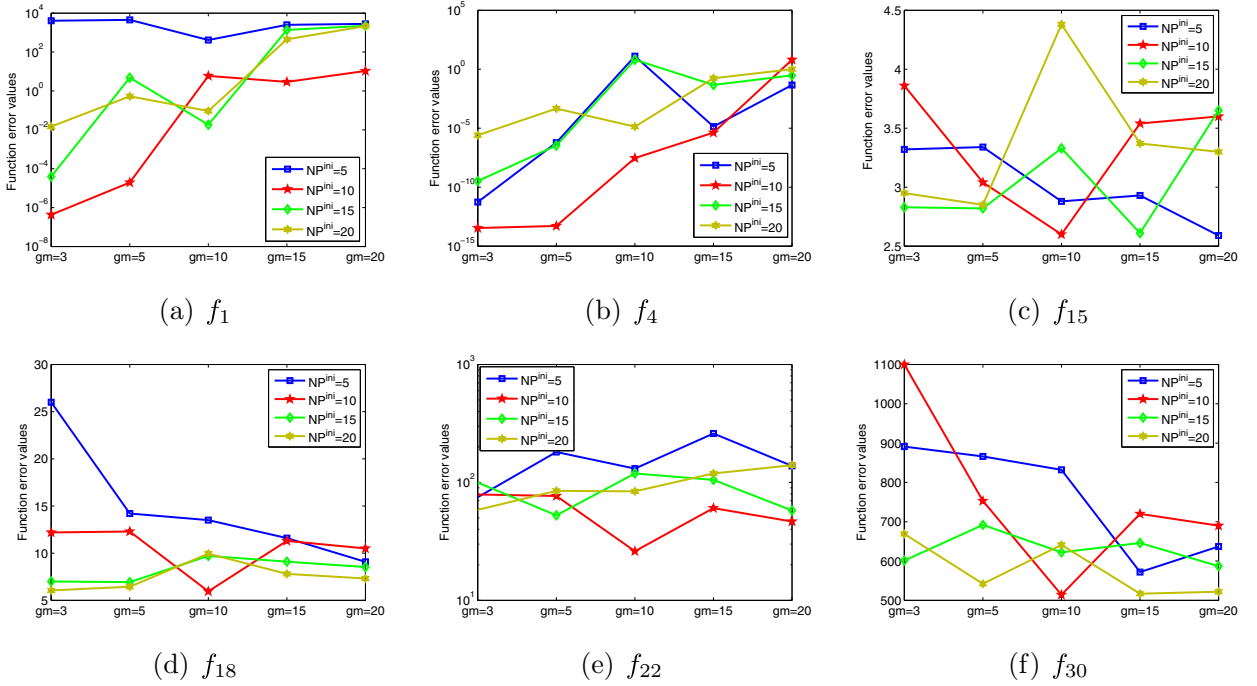 Function error values
10^4
10^2
10^0
10^-2
10^-4
10^-6
10^-8
gm=3 gm=5 gm=10 gm=15 gm=20
NP^ini=5
NP^ini=10
NP^ini=15
NP^ini=20
(a) f_1
Function error values
10^5
10^0
10^-5
10^-10
10^-15
gm=3 gm=5 gm=10 gm=15 gm=20
NP^ini=5
NP^ini=10
NP^ini=15
NP^ini=20
(b) f_4
Function error values
4.5
4
3.5
3
2.5
gm=3 gm=5 gm=10 gm=15 gm=20
NP^ini=5
NP^ini=10
NP^ini=15
NP^ini=20
(c) f_15
Function error values
30
25
20
15
10
5
gm=3 gm=5 gm=10 gm=15 gm=20
NP^ini=5
NP^ini=10
NP^ini=15
NP^ini=20
(d) f_18
Function error values
10^3
10^2
10^1
gm=3 gm=5 gm=10 gm=15 gm=20
NP^ini=5
NP^ini=10
NP^ini=15
NP^ini=20
(e) f_22
Function error values
1100
1000
900
800
700
600
500
gm=3 gm=5 gm=10 gm=15 gm=20
NP^ini=5
NP^ini=10
NP^ini=15
NP^ini=20
(f) f_30